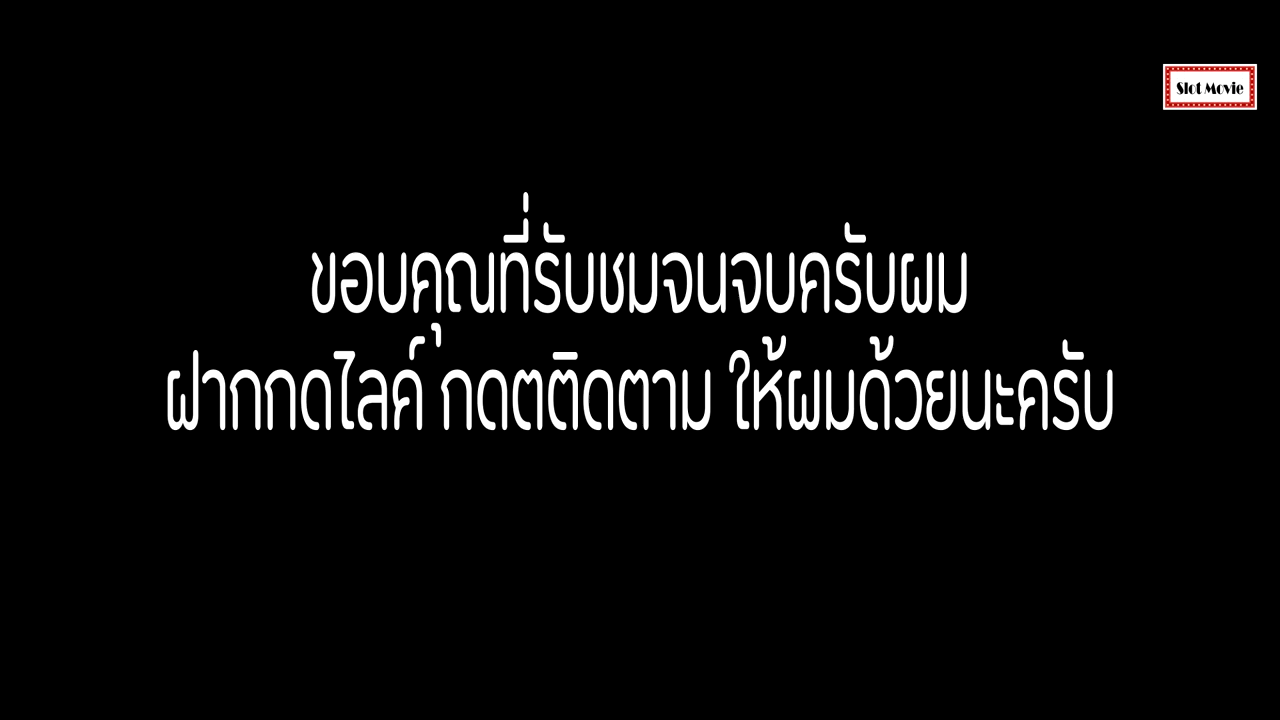 Slot Movie
ขอบคุณที่รับชมจนจบครับผม
ฝากกดไลค์ กดตติดตาม ให้ผมด้วยนะครับ